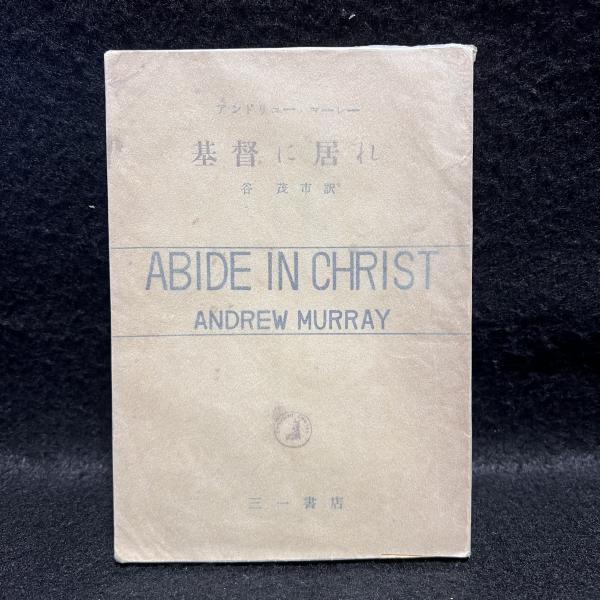 アンドリュー・マーレー
基督に居れ
谷 茂市訳
ABIDE IN CHRIST
ANDREW MURRAY
三一書店